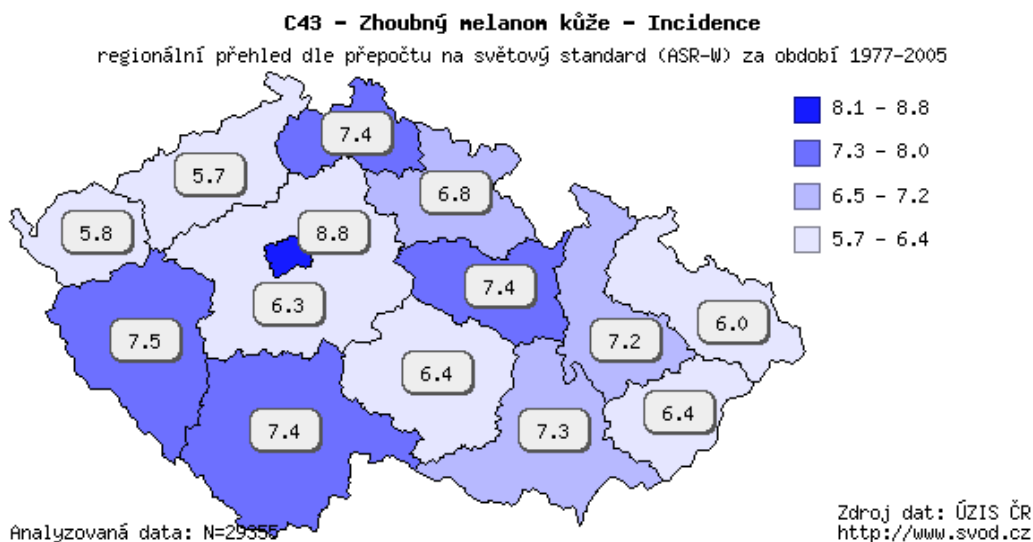 C43 - Zhoubný melanom kůže - Incidence
regionální přehled dle přepočtu na světový standard (ASR-W) za období 1977-2005
8.1 - 8.8
7.3 - 8.0
6.5 - 7.2
5.7 - 6.4
7.4
5.7
6.8
5.8
8.8
7.4
6.3
6.0
7.5
7.2
6.4
6.4
7.4
7.3
Analyzovaná data: N=29355
Zdroj dat: ÚZIS ČR
http://www.svod.cz